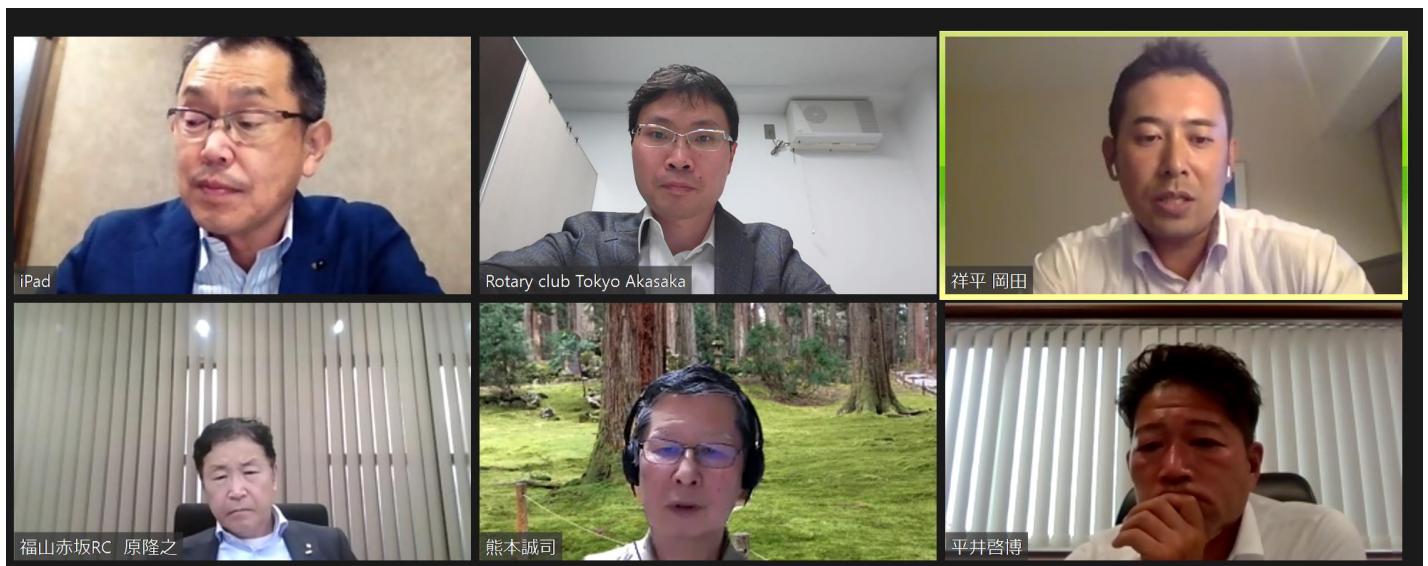 iPad
Rotary club Tokyo Akasaka
祥平 岡田
福山赤坂RC 原隆之
熊本誠司
平井啓博